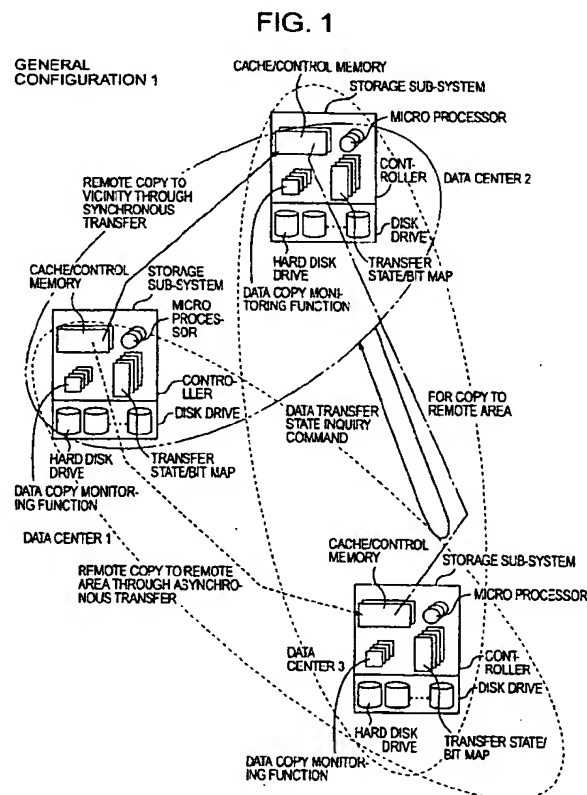 FIG. 1
GENERAL
CONFIGURATION 1
CACHE/CONTROL MEMORY
STORAGE SUB-SYSTEM
MICRO PROCESSOR
CONT-
ROLLER
DATA CENTER 2
DISK
DRIVE
HARD DISK
DRIVE
TRANSFER
STATE/BIT MAP
DATA COPY MONI-
TORING FUNCTION
REMOTE COPY TO
VICINITY THROUGH
SYNCHRONOUS
TRANSFER
CACHE/CONTROL
MEMORY
STORAGE
SUB-SYSTEM
MICRO
PROCES-
SOR
CONTRO-
LLER
DISK DRIVE
HARD DISK
DRIVE
TRANSFER
STATE/BIT MAP
DATA COPY MONITOR-
ING FUNCTION
DATA CENTER 1
DATA TRANSFER
STATE INQUIRY
COMMAND
FOR COPY TO
REMOTE AREA
REMOTE COPY TO REMOTE
AREA THROUGH ASYNCHRO-
NOUS TRANSFER
CACHE/CONTROL
MEMORY
STORAGE SUB-SYSTEM
MICRO PROCESSOR
DATA
CENTER 3
CONT-
ROLLER
DISK DRIVE
HARD DISK
DRIVE
TRANSFER STATE/
BIT MAP
DATA COPY MONITOR-
ING FUNCTION